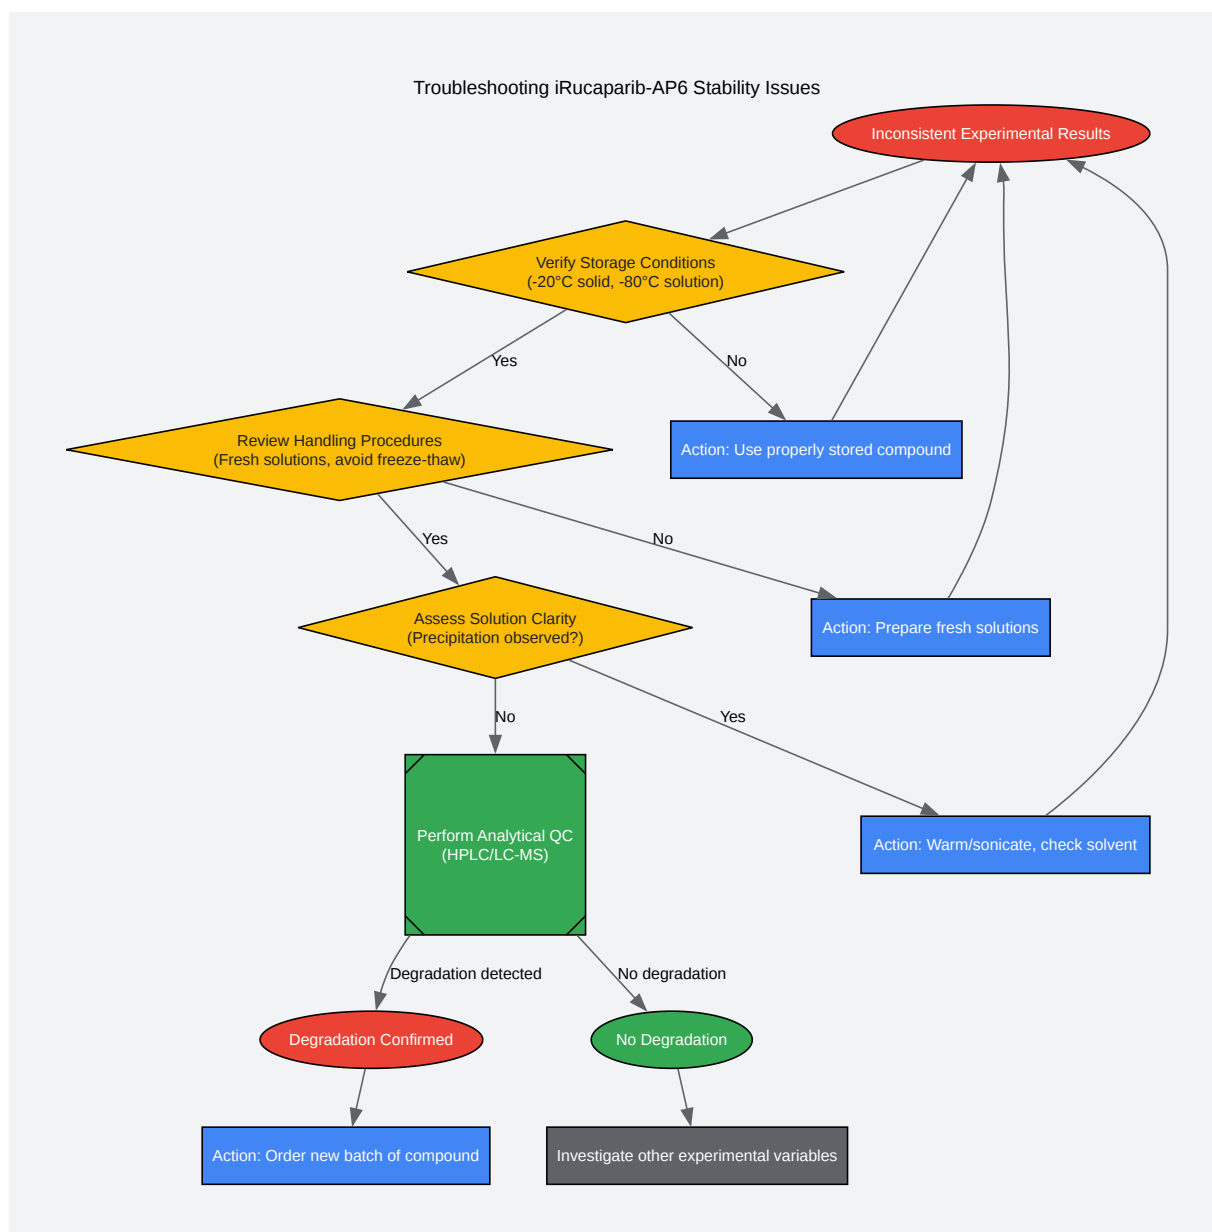 Troubleshooting iRucaparib-AP6 Stability Issues
Inconsistent Experimental Results
Verify Storage Conditions
(-20°C solid, -80°C solution)
Yes
No
Review Handling Procedures
(Fresh solutions, avoid freeze-thaw)
Action: Use properly stored compound
Yes
No
Assess Solution Clarity
(Precipitation observed?)
Action: Prepare fresh solutions
No
Yes
Perform Analytical QC
(HPLC/LC-MS)
Action: Warm/sonicate, check solvent
Degradation detected
No degradation
Degradation Confirmed
No Degradation
Action: Order new batch of compound
Investigate other experimental variables